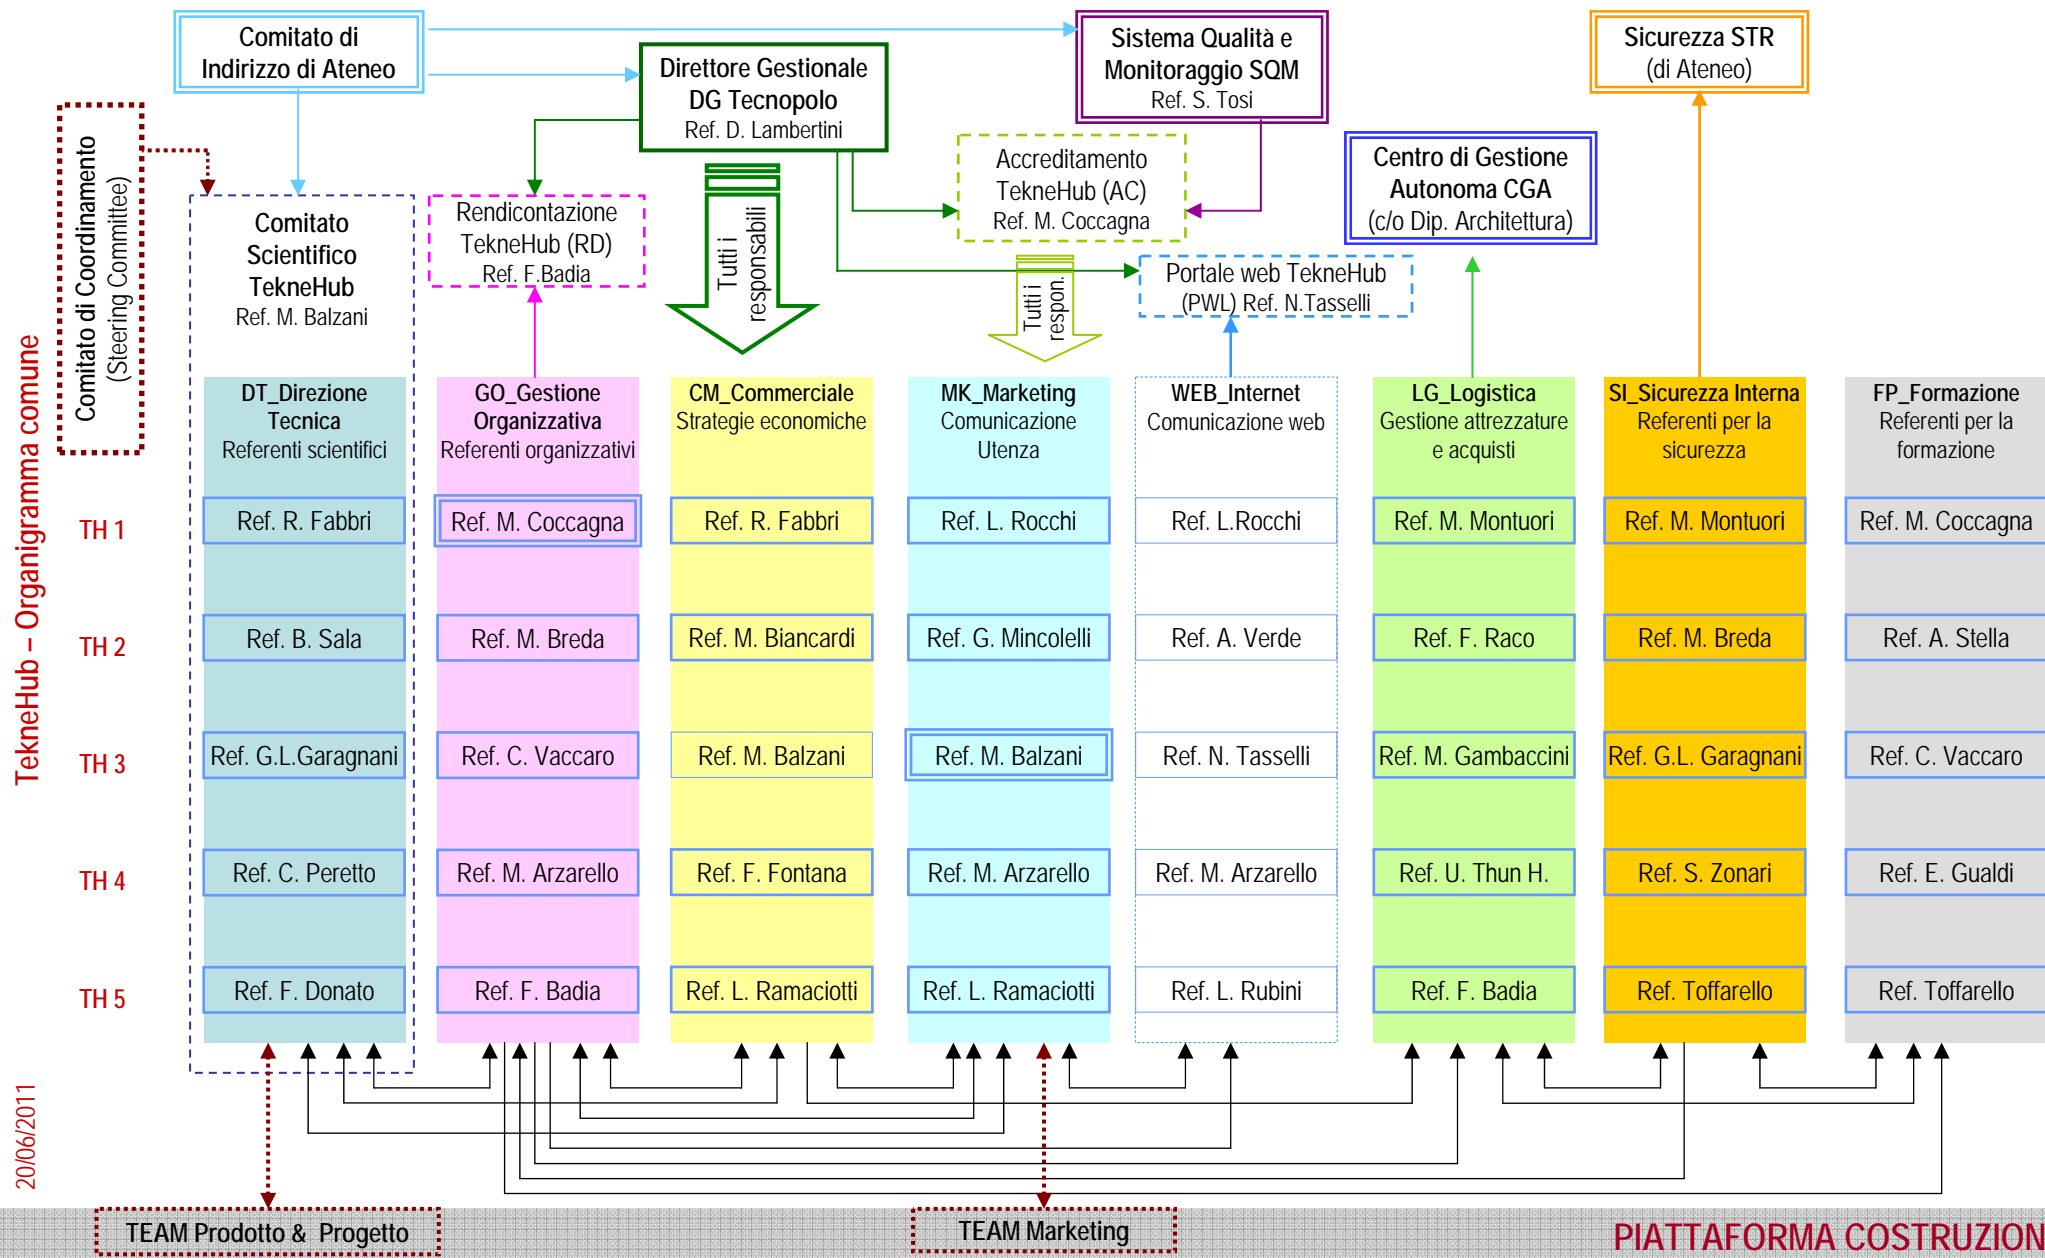 Comitato di
Indirizzo di Ateneo
Direttore Gestionale
DG Tecnopolo
Ref. D. Lambertini
Sistema Qualità e
Monitoraggio SQM
Ref. S. Tosi
Sicurezza STR
(di Ateneo)
Comitato di Coordinamento
(Steering Committee)
Comitato
Scientifico
TekneHub
Ref. M. Balzani
Rendicontazione
TekneHub (RD)
Ref. F.Badia
Tutti i
responsabili
Accreditamento
TekneHub (AC)
Ref. M. Coccagna
Tutti i
respon.
Centro di Gestione
Autonoma CGA
(c/o Dip. Architettura)
Portale web TekneHub
(PWL) Ref. N.Tasselli
TekneHub – Organigramma comune
DT_Direzione
Tecnica
Referenti scientifici
GO_Gestione
Organizzativa
Referenti organizzativi
CM_Commerciale
Strategie economiche
MK_Marketing
Comunicazione
Utenza
WEB_Internet
Comunicazione web
LG_Logistica
Gestione attrezzature
e acquisti
SI_Sicurezza Interna
Referenti per la
sicurezza
FP_Formazione
Referenti per la
formazione
TH 1
Ref. R. Fabbri
Ref. M. Coccagna
Ref. R. Fabbri
Ref. L. Rocchi
Ref. L.Rocchi
Ref. M. Montuori
Ref. M. Montuori
Ref. M. Coccagna
TH 2
Ref. B. Sala
Ref. M. Breda
Ref. M. Biancardi
Ref. G. Mincolelli
Ref. A. Verde
Ref. F. Raco
Ref. M. Breda
Ref. A. Stella
TH 3
Ref. G.L.Garagnani
Ref. C. Vaccaro
Ref. M. Balzani
Ref. M. Balzani
Ref. N. Tasselli
Ref. M. Gambaccini
Ref. G.L. Garagnani
Ref. C. Vaccaro
TH 4
Ref. C. Peretto
Ref. M. Arzarello
Ref. F. Fontana
Ref. M. Arzarello
Ref. M. Arzarello
Ref. U. Thun H.
Ref. S. Zonari
Ref. E. Gualdi
TH 5
Ref. F. Donato
Ref. F. Badia
Ref. L. Ramaciotti
Ref. L. Ramaciotti
Ref. L. Rubini
Ref. F. Badia
Ref. Toffarello
Ref. Toffarello
20/06/2011
TEAM Prodotto & Progetto
TEAM Marketing
PIATTAFORMA COSTRUZION